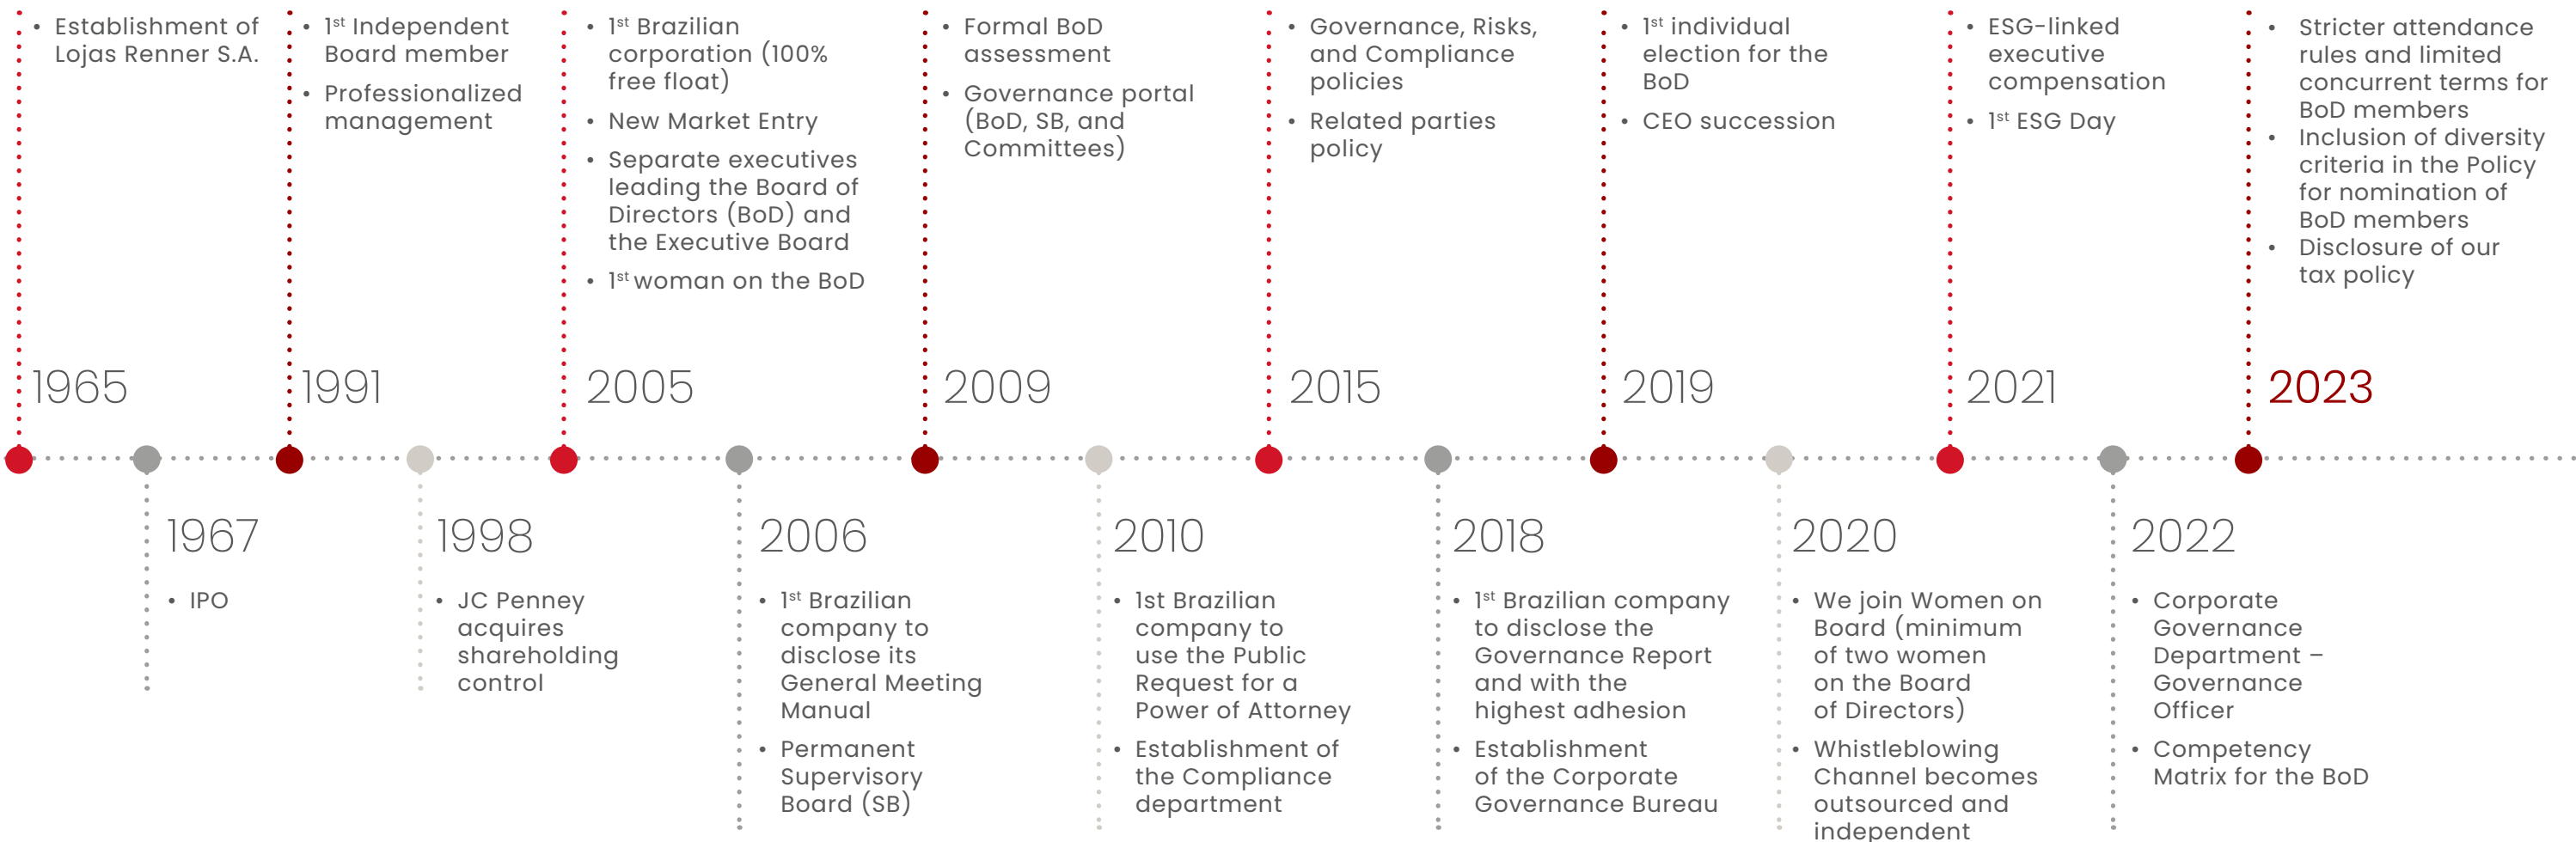 • Establishment of
Lojas Renner S.A.
1965
1967
• IPO
• 1st Independent
Board member
• Professionalized
management
1991
1998
• JC Penney
acquires
shareholding
control
• 1st Brazilian
corporation (100%
free float)
• New Market Entry
• Separate executives
leading the Board of
Directors (BoD) and
the Executive Board
• 1st woman on the BoD
2005
2006
• 1st Brazilian
company to
disclose its
General Meeting
Manual
• Permanent
Supervisory
Board (SB)
• Formal BoD
assessment
• Governance portal
(BoD, SB, and
Committees)
2009
2010
• 1st Brazilian
company to
use the Public
Request for a
Power of Attorney
• Establishment of
the Compliance
department
• Governance, Risks,
and Compliance
policies
• Related parties
policy
2015
2018
• 1st Brazilian company
to disclose the
Governance Report
and with the
highest adhesion
• Establishment
of the Corporate
Governance Bureau
• 1st individual
election for the
BoD
• CEO succession
2019
2020
• We join Women on
Board (minimum
of two women
on the Board
of Directors)
• Whistleblowing
Channel becomes
outsourced and
independent
• ESG-linked
executive
compensation
• 1st ESG Day
2021
2022
• Corporate
Governance
Department –
Governance
Officer
• Competency
Matrix for the BoD
• Stricter attendance
rules and limited
concurrent terms for
BoD members
• Inclusion of diversity
criteria in the Policy
for nomination of
BoD members
• Disclosure of our
tax policy
2023